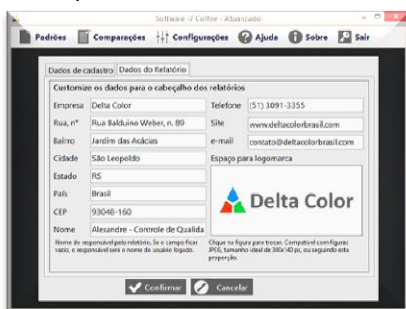 Software i7 Coffee - Atualizado
Padrões Comparações Configurações Ajuda Sobre Sair
Dados de cadastro Dados do Relatório
Customize os dados para o cabeçalho dos relatórios
Empresa Delta Color Telefone (51) 3091-3355
Rua, nº Rua Balduino Weber, n. 89 Site www.deltacolorbrasil.com
Bairro Jardim das Acácias e-mail contato@deltacolorbrasil.com
Cidade São Leopoldo Espaço para logomarca
Estado RS
País Brasil
Delta Color
CEP 93048-160
Nome Alexandre - Controle de Qualida
Nome do responsável pelo relatório. Se o campo ficar
vazio, o responsável será o nome do usuário logado.
Clique na figura para trocar. Compatível com figuras
JPEG, tamanho ideal de 300x140 px, ou seguindo esta
proporção.
Confirmar Cancelar